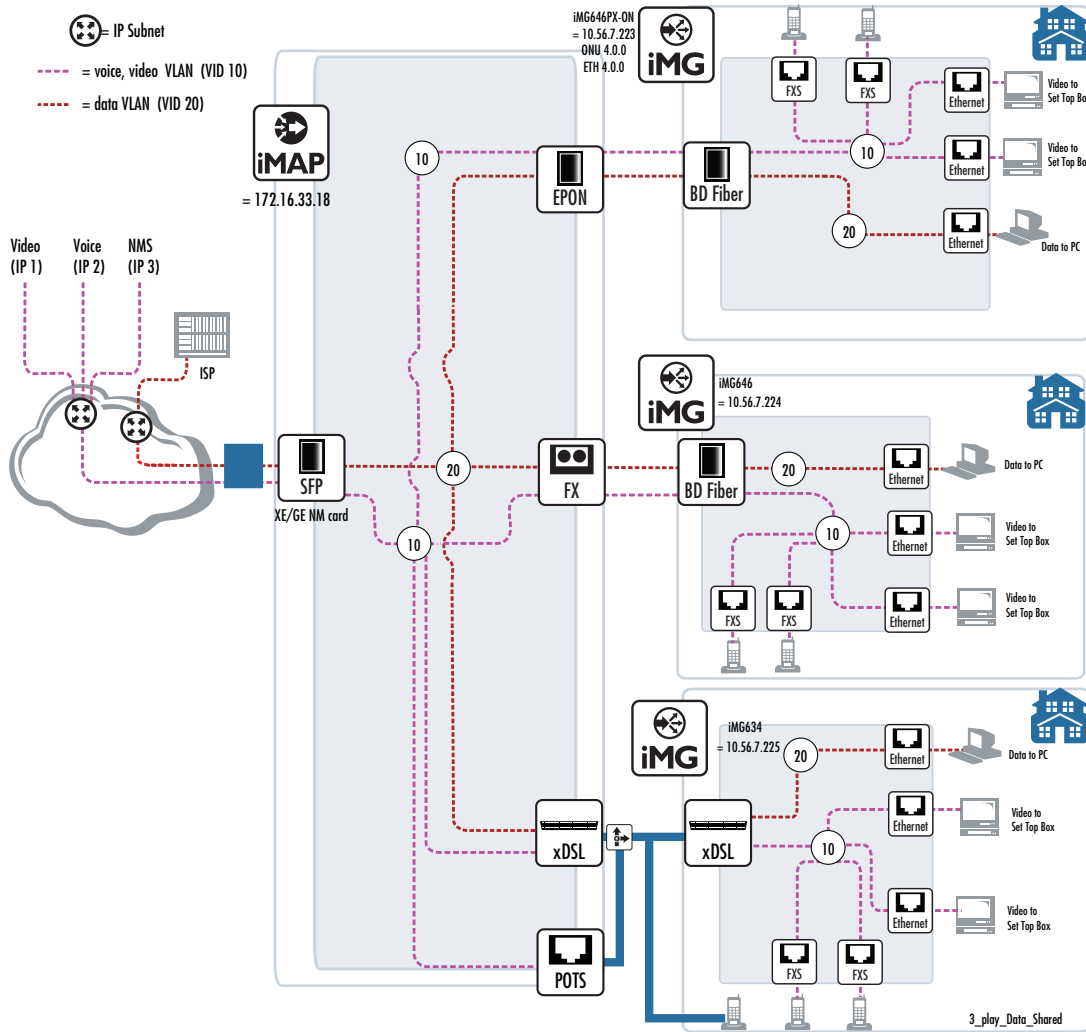 = IP Subnet
= voice, video VLAN (VID 10)
= data VLAN (VID 20)
iMAP
= 172.16.33.18
Video
(IP 1)
Voice
(IP 2)
NMS
(IP 3)
ISP
SFP
XE/GE NM card
10
20
10
EPON
FX
xDSL
POTS
iMG646PX-ON
= 10.56.7.223
ONU 4.0.0
ETH 4.0.0
iMG
BD Fiber
FXS
FXS
10
20
Ethernet
Video to
Set Top Box
Ethernet
Video to
Set Top Box
Ethernet
Data to PC
iMG
iMG646
= 10.56.7.224
BD Fiber
20
10
Ethernet
Data to PC
Ethernet
Video to
Set Top Box
Ethernet
Video to
Set Top Box
FXS
FXS
iMG
iMG634
= 10.56.7.225
xDSL
20
10
Ethernet
Data to PC
Ethernet
Video to
Set Top Box
Ethernet
Video to
Set Top Box
FXS
FXS
3_play_Data_Shared